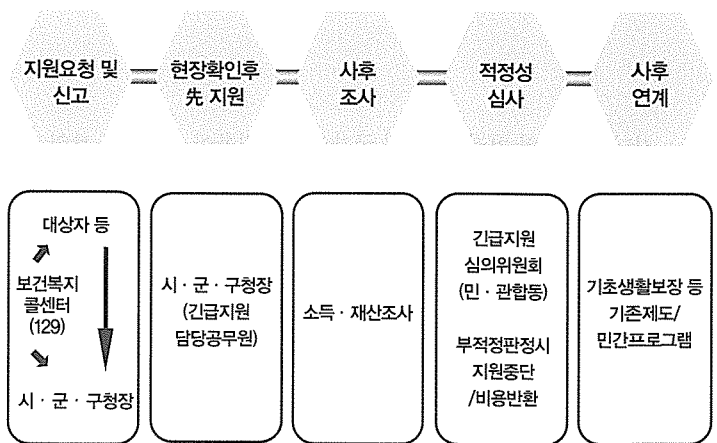 지원요청 및
신고
현장확인후
先 지원
사후
조사
적정성
심사
사후
연계
대상자 등
보건복지
콜센터
(129)
시 · 군 · 구청장
시 · 군 · 구청장
(긴급지원
담당공무원)
소득 · 재산조사
긴급지원
심의위원회
(민 · 관합동)
부적정판정시
지원중단
/비용반환
기초생활보장 등
기존제도/
민간프로그램